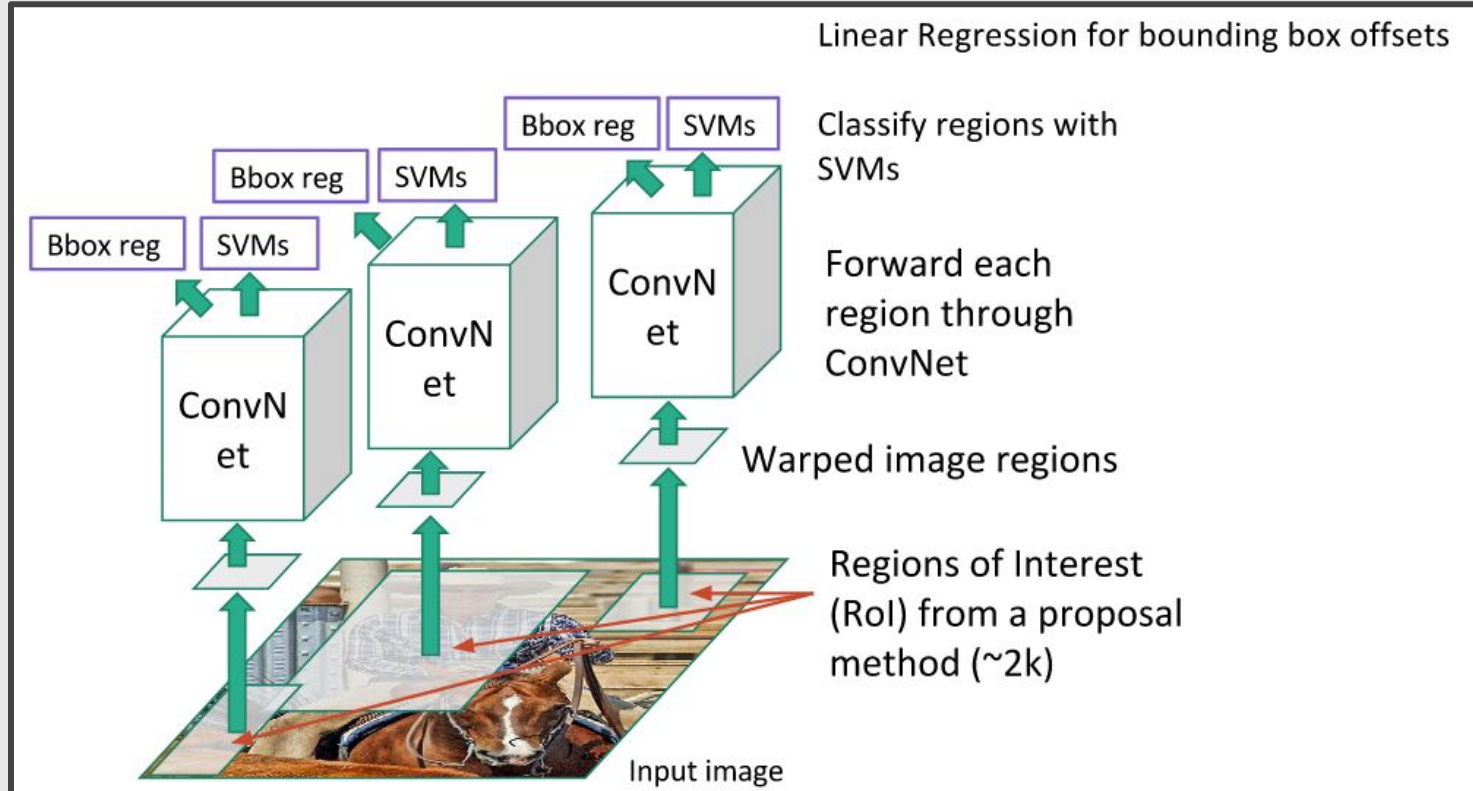 Linear Regression for bounding box offsets
Bbox reg
SVMs
Classify regions with
SVMs
Bbox reg
SVMs
Bbox reg
SVMs
ConvN
et
ConvN
et
ConvN
et
Forward each
region through
ConvNet
Warped image regions
Regions of Interest
(RoI) from a proposal
method (~2k)
Input image